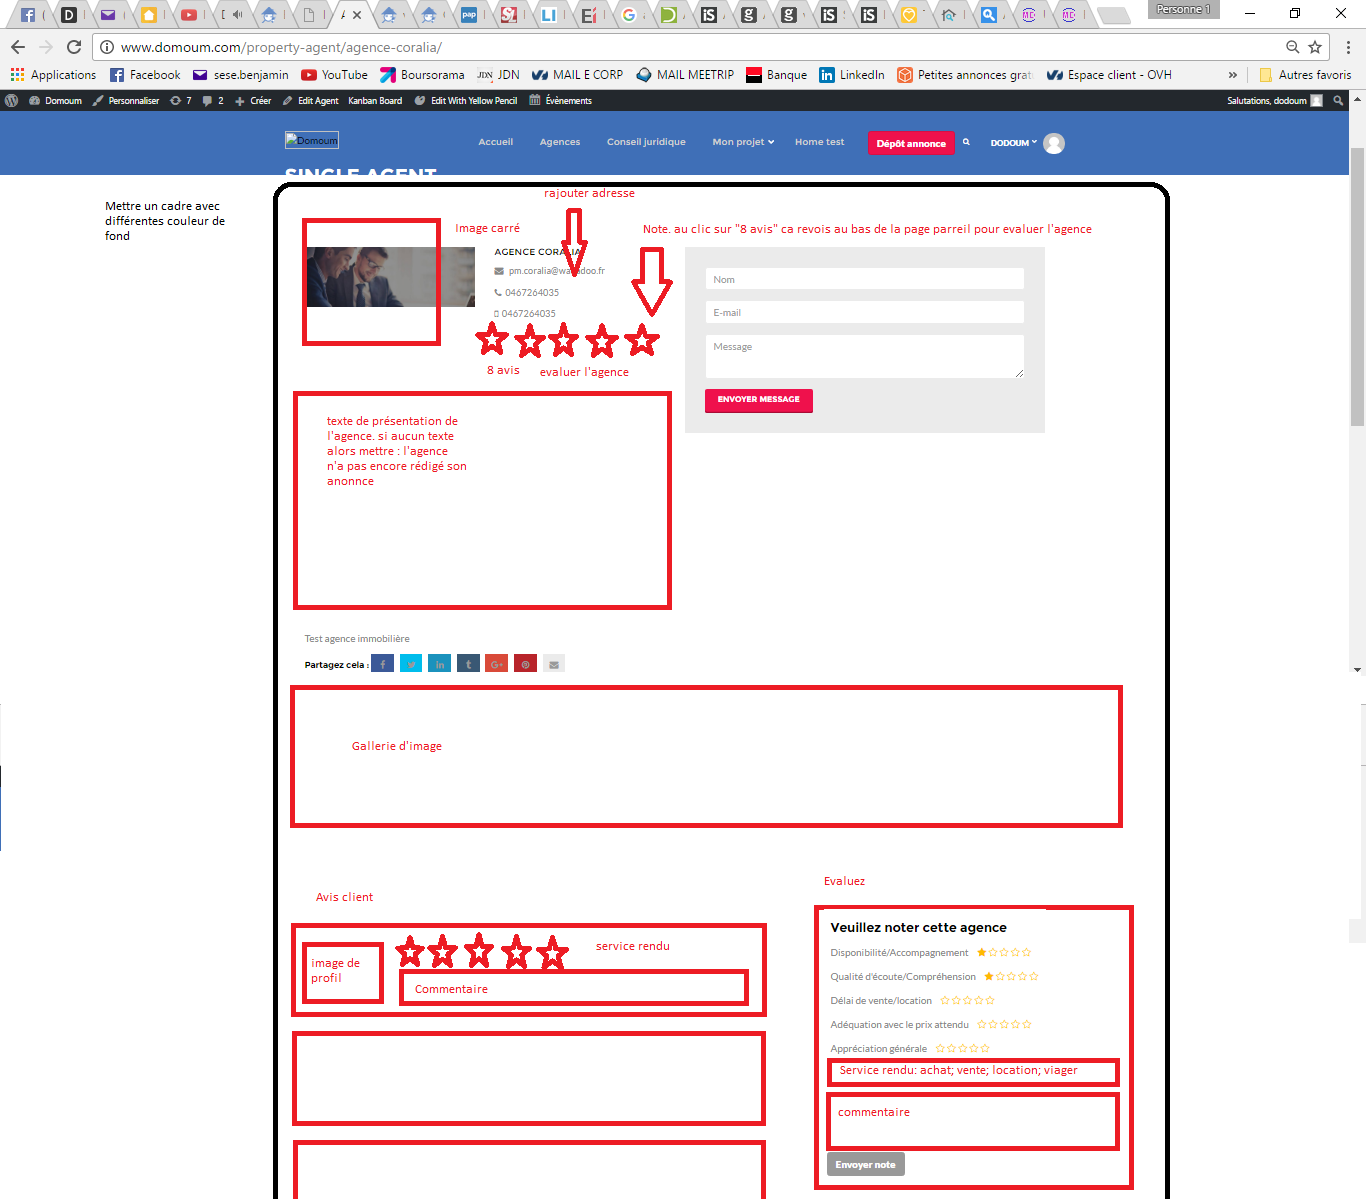 Personne 1
www.domoum.com/property-agent/agence-coralia/
Applications Facebook sese.benjamin YouTube Boursorama JDN JDN MAIL E CORP MAIL MEETRIP Banque LinkedIn Petites annonces grat Espace client - OVH » Autres favoris
Domoum Personnaliser 7 2 Créer Edit Agent Kanban Board Edit With Yellow Pencil Évènements Salutations, dodoum
Domoum Accueil Agences Conseil juridique Mon projet Home test Dépôt annonce DODOUM
SINGLE AGENT
Mettre un cadre avec
différentes couleur de
fond
rajouter adresse
Image carré
Note. au clic sur "8 avis" ca revois au bas de la page parreil pour evaluer l'agence
AGENCE CORALIA
pm.coralia@wanadoo.fr
0467264035
0467264035
8 avis evaluer l'agence
Nom
E-mail
Message
ENVOYER MESSAGE
texte de présentation de
l'agence. si aucun texte
alors mettre : l'agence
n'a pas encore rédigé son
anonnce
Test agence immobilière
Partagez cela :
Gallerie d'image
Avis client
image de
profil
service rendu
Commentaire
Evaluez
Veuillez noter cette agence
Disponibilité/Accompagnement
Qualité d'écoute/Compréhension
Délai de vente/location
Adéquation avec le prix attendu
Appréciation générale
Service rendu: achat; vente; location; viager
commentaire
Envoyer note